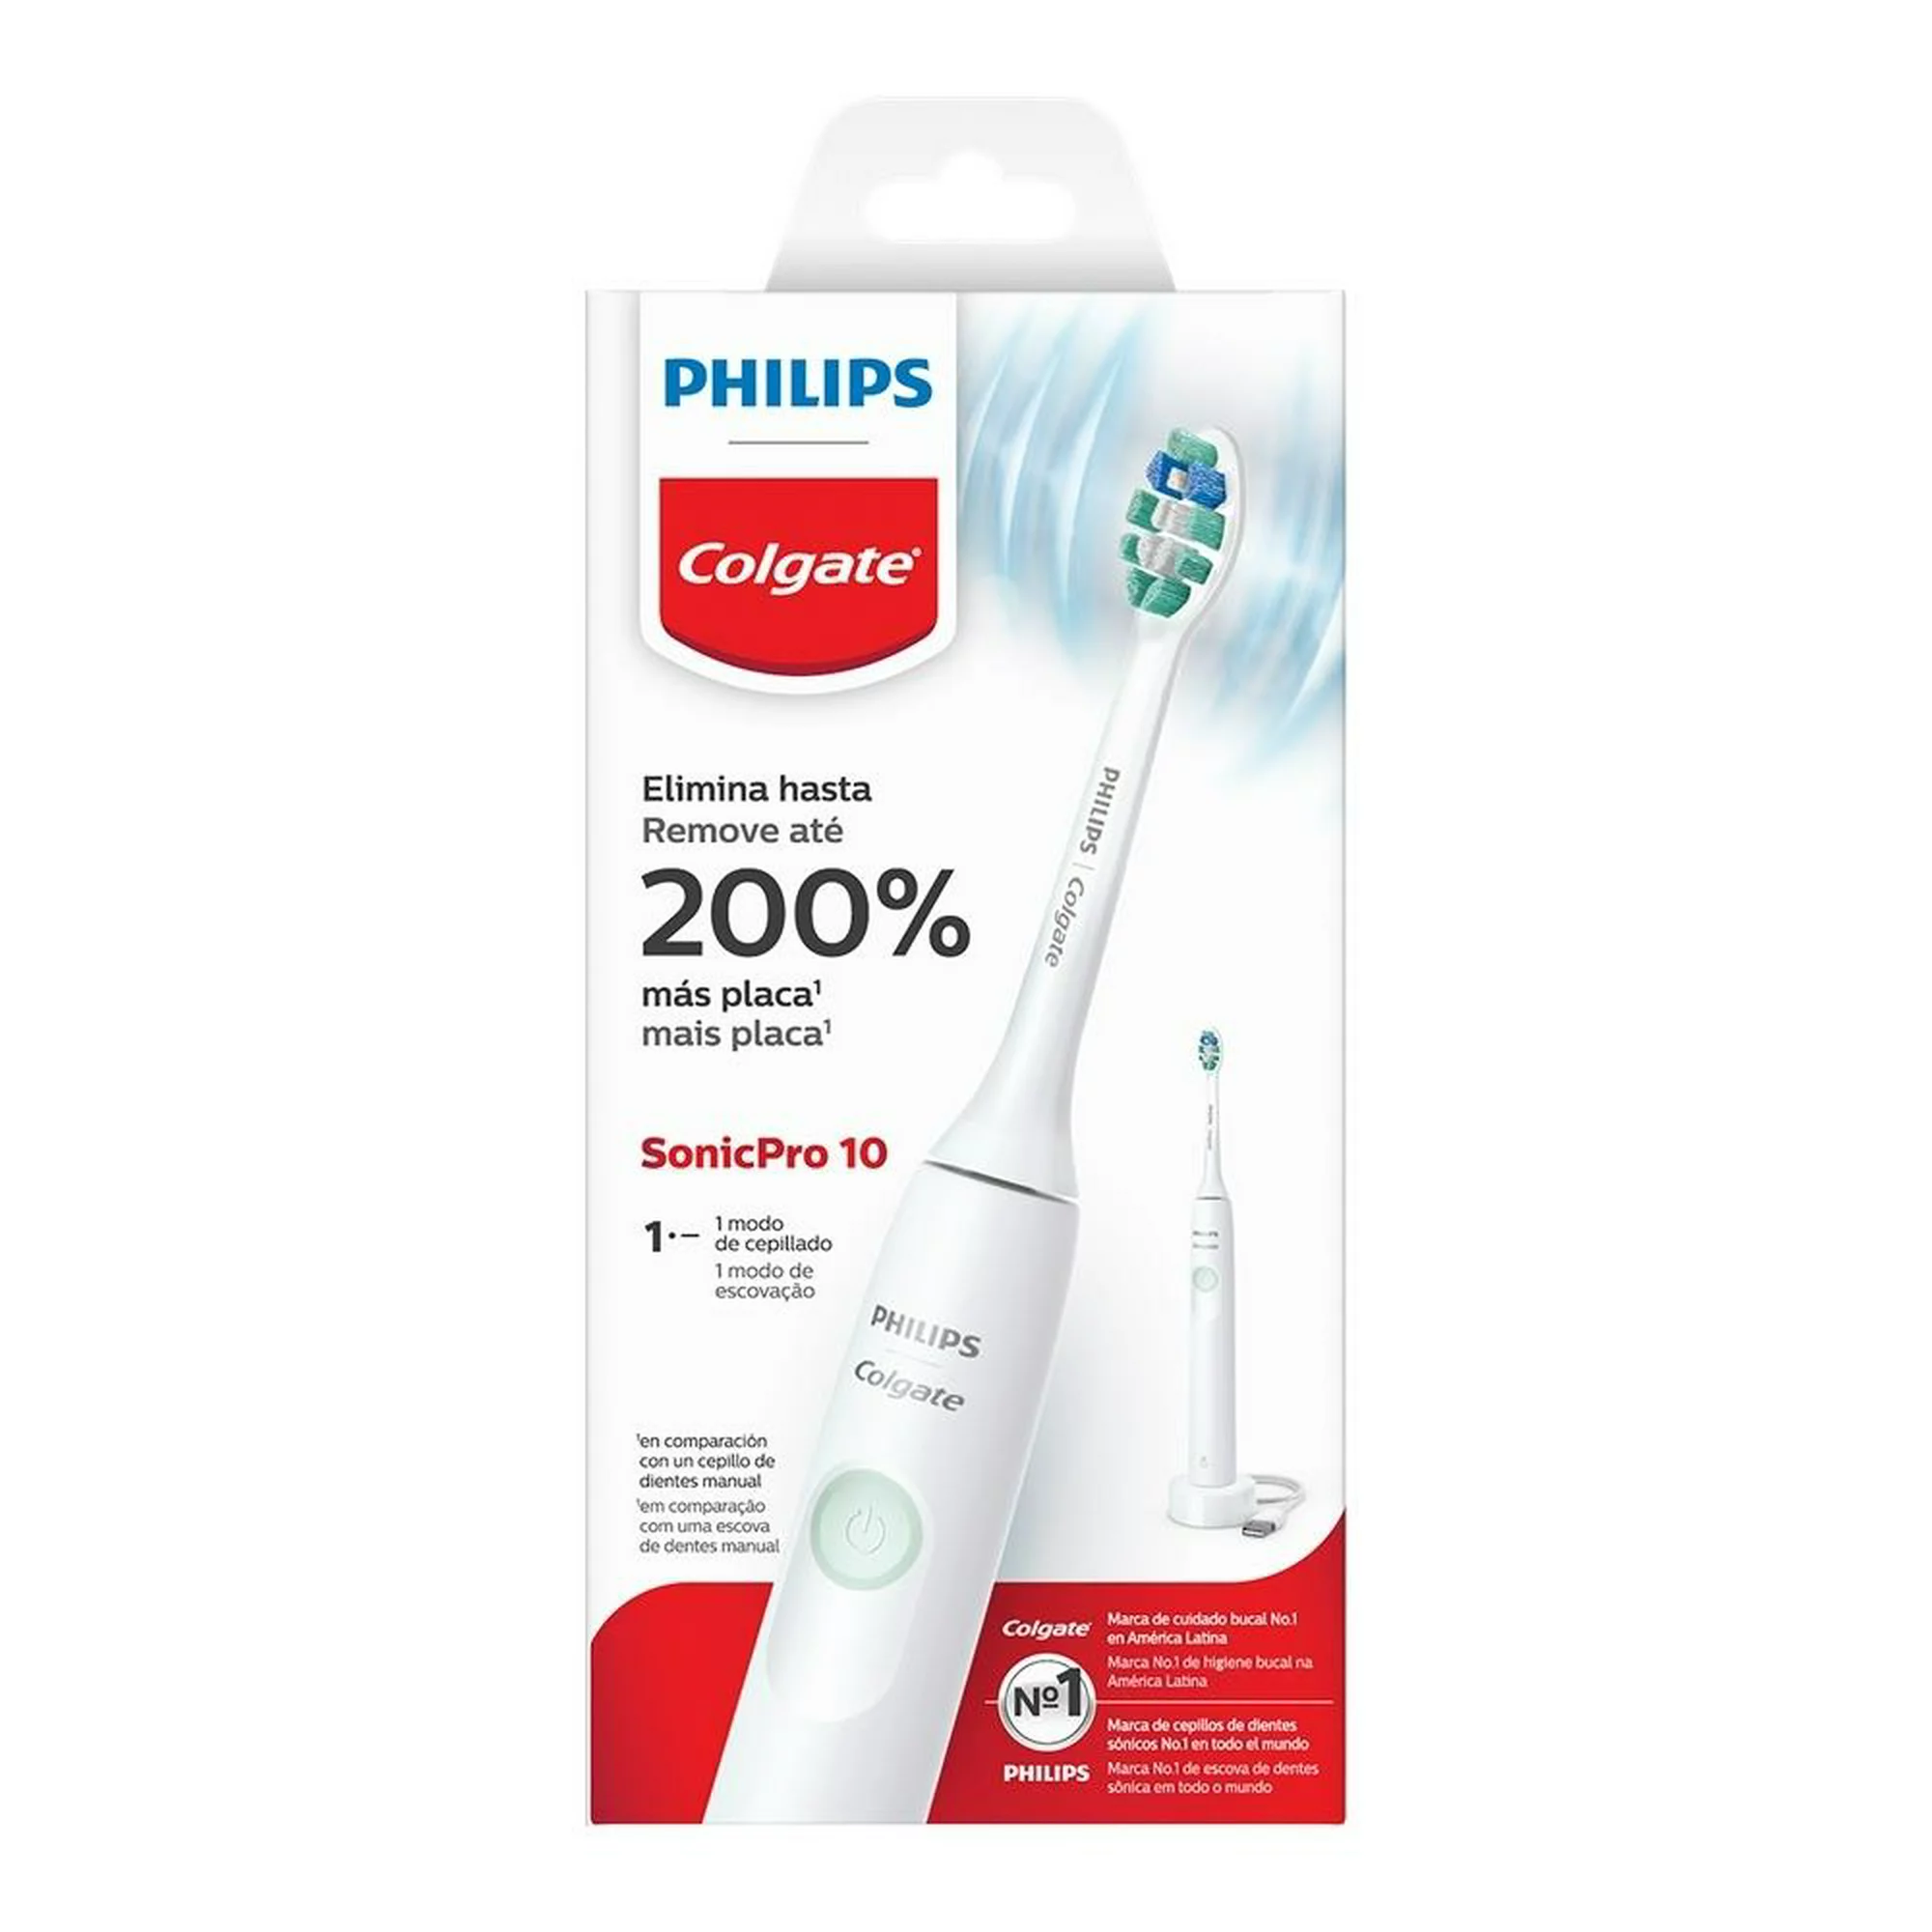 PHILIPS
Colgate®
Elimina hasta
Remove até
200%
más placa¹
mais placa¹
SonicPro 10
1·–
1 modo
de cepillado
1 modo de
escovação
PHILIPS | Colgate
PHILIPS
Colgate
¹en comparación
con un cepillo de
dientes manual
¹em comparação
com uma escova
de dentes manual
Colgate
Nº1
PHILIPS
Marca de cuidado bucal No.1
en América Latina
Marca No.1 de higiene bucal na
América Latina
Marca de cepillos de dientes
sónicos No.1 en todo el mundo
Marca No.1 de escova de dentes
sônica em todo o mundo